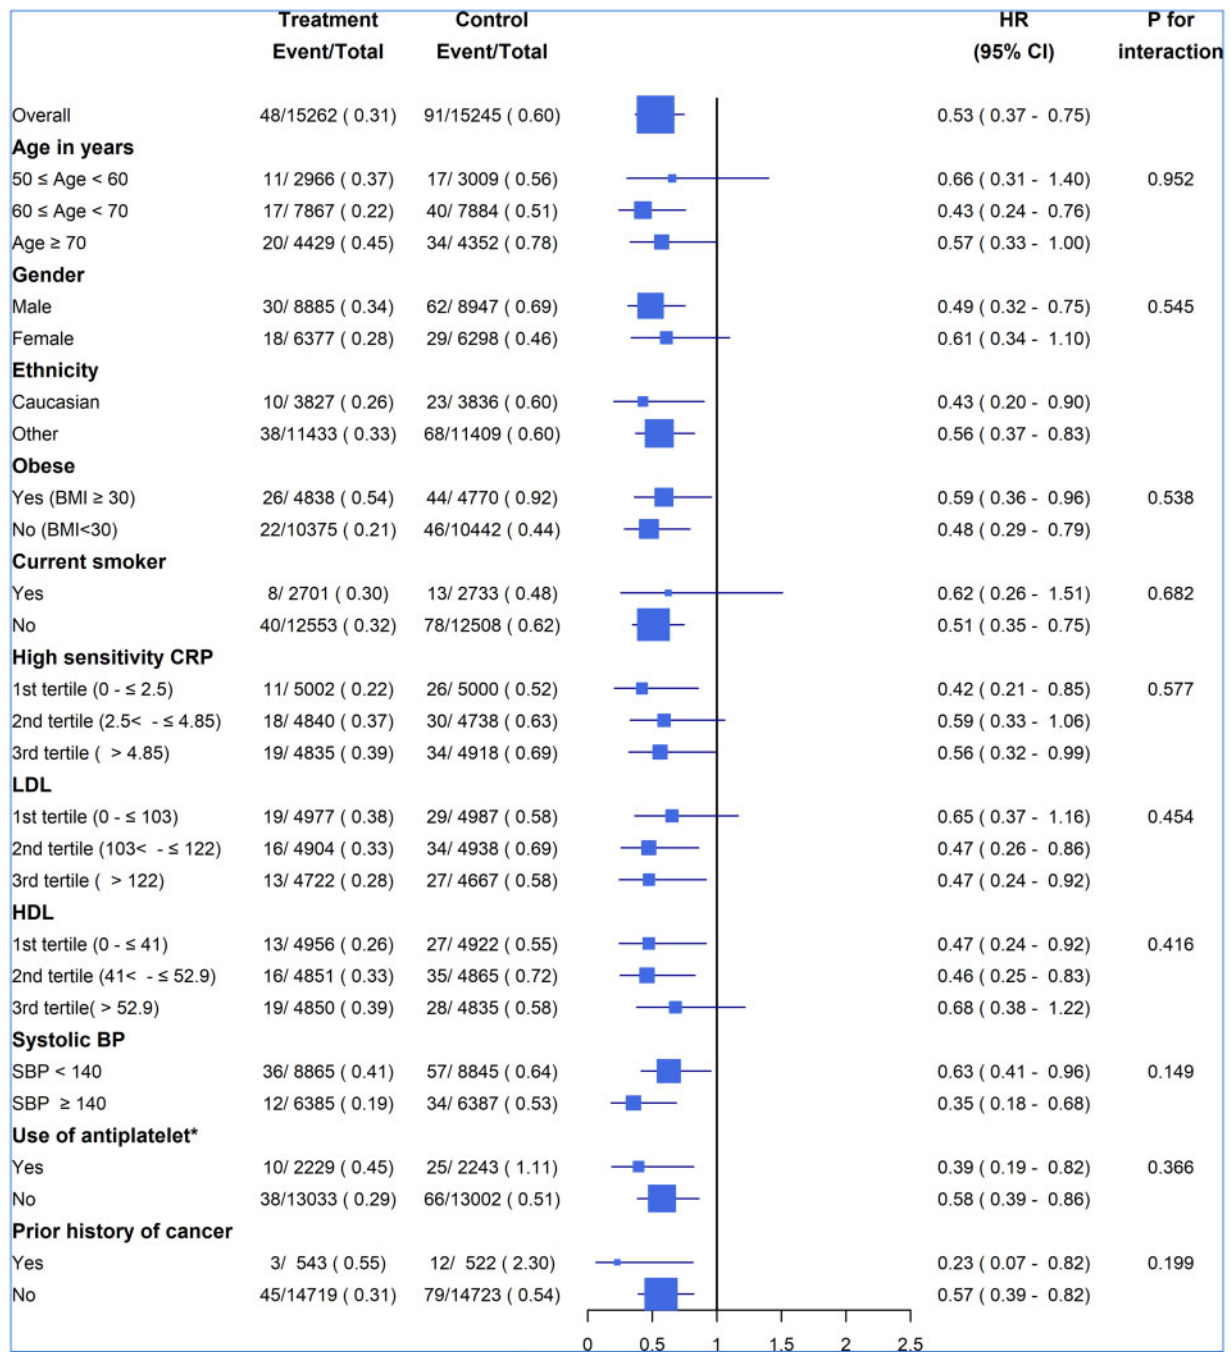 Treatment Control HR P for
Event/Total Event/Total (95% CI) interaction
Overall 48/15262 ( 0.31) 91/15245 ( 0.60) 0.53 ( 0.37 - 0.75)
Age in years
50 ≤ Age < 60 11/ 2966 ( 0.37) 17/ 3009 ( 0.56) 0.66 ( 0.31 - 1.40) 0.952
60 ≤ Age < 70 17/ 7867 ( 0.22) 40/ 7884 ( 0.51) 0.43 ( 0.24 - 0.76)
Age ≥ 70 20/ 4429 ( 0.45) 34/ 4352 ( 0.78) 0.57 ( 0.33 - 1.00)
Gender
Male 30/ 8885 ( 0.34) 62/ 8947 ( 0.69) 0.49 ( 0.32 - 0.75) 0.545
Female 18/ 6377 ( 0.28) 29/ 6298 ( 0.46) 0.61 ( 0.34 - 1.10)
Ethnicity
Caucasian 10/ 3827 ( 0.26) 23/ 3836 ( 0.60) 0.43 ( 0.20 - 0.90)
Other 38/11433 ( 0.33) 68/11409 ( 0.60) 0.56 ( 0.37 - 0.83)
Obese
Yes (BMI ≥ 30) 26/ 4838 ( 0.54) 44/ 4770 ( 0.92) 0.59 ( 0.36 - 0.96) 0.538
No (BMI<30) 22/10375 ( 0.21) 46/10442 ( 0.44) 0.48 ( 0.29 - 0.79)
Current smoker
Yes 8/ 2701 ( 0.30) 13/ 2733 ( 0.48) 0.62 ( 0.26 - 1.51) 0.682
No 40/12553 ( 0.32) 78/12508 ( 0.62) 0.51 ( 0.35 - 0.75)
High sensitivity CRP
1st tertile (0 - ≤ 2.5) 11/ 5002 ( 0.22) 26/ 5000 ( 0.52) 0.42 ( 0.21 - 0.85) 0.577
2nd tertile (2.5< - ≤ 4.85) 18/ 4840 ( 0.37) 30/ 4738 ( 0.63) 0.59 ( 0.33 - 1.06)
3rd tertile ( > 4.85) 19/ 4835 ( 0.39) 34/ 4918 ( 0.69) 0.56 ( 0.32 - 0.99)
LDL
1st tertile (0 - ≤ 103) 19/ 4977 ( 0.38) 29/ 4987 ( 0.58) 0.65 ( 0.37 - 1.16) 0.454
2nd tertile (103< - ≤ 122) 16/ 4904 ( 0.33) 34/ 4938 ( 0.69) 0.47 ( 0.26 - 0.86)
3rd tertile ( > 122) 13/ 4722 ( 0.28) 27/ 4667 ( 0.58) 0.47 ( 0.24 - 0.92)
HDL
1st tertile (0 - ≤ 41) 13/ 4956 ( 0.26) 27/ 4922 ( 0.55) 0.47 ( 0.24 - 0.92) 0.416
2nd tertile (41< - ≤ 52.9) 16/ 4851 ( 0.33) 35/ 4865 ( 0.72) 0.46 ( 0.25 - 0.83)
3rd tertile( > 52.9) 19/ 4850 ( 0.39) 28/ 4835 ( 0.58) 0.68 ( 0.38 - 1.22)
Systolic BP
SBP < 140 36/ 8865 ( 0.41) 57/ 8845 ( 0.64) 0.63 ( 0.41 - 0.96) 0.149
SBP ≥ 140 12/ 6385 ( 0.19) 34/ 6387 ( 0.53) 0.35 ( 0.18 - 0.68)
Use of antiplatelet*
Yes 10/ 2229 ( 0.45) 25/ 2243 ( 1.11) 0.39 ( 0.19 - 0.82) 0.366
No 38/13033 ( 0.29) 66/13002 ( 0.51) 0.58 ( 0.39 - 0.86)
Prior history of cancer
Yes 3/ 543 ( 0.55) 12/ 522 ( 2.30) 0.23 ( 0.07 - 0.82) 0.199
No 45/14719 ( 0.31) 79/14723 ( 0.54) 0.57 ( 0.39 - 0.82)
0 0.5 1 1.5 2 2.5